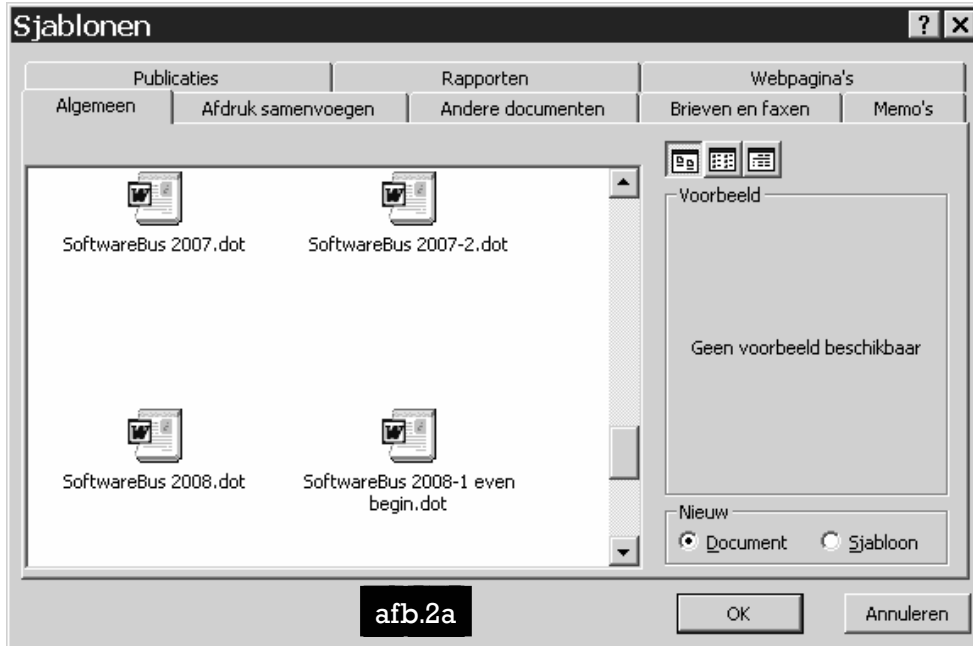 Sjablonen
Publicaties Rapporten Webpagina's
Algemeen Afdruk samenvoegen Andere documenten Brieven en faxen Memo's
SoftwareBus 2007.dot SoftwareBus 2007-2.dot
SoftwareBus 2008.dot SoftwareBus 2008-1 even
begin.dot
Voorbeeld
Geen voorbeeld beschikbaar
Nieuw
Document Sjabloon
afb.2a
OK Annuleren